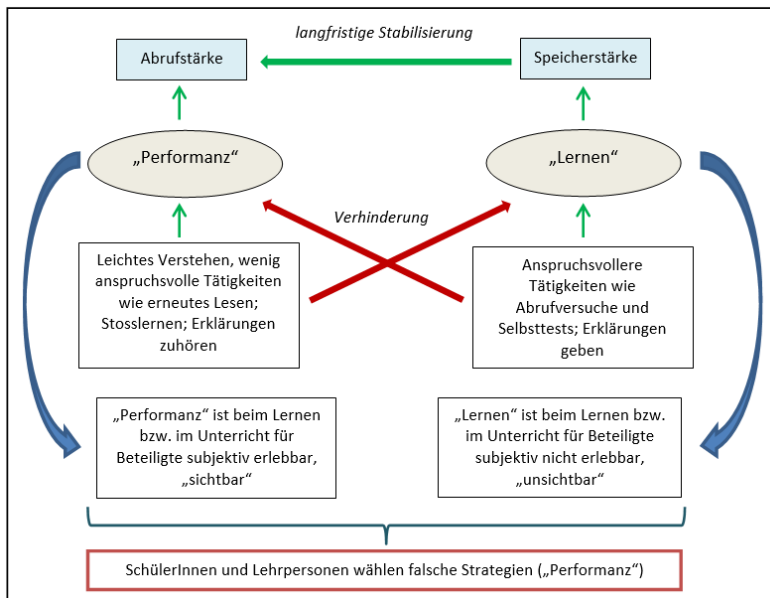 langfristige Stabilisierung
Abrufstärke
Speicherstärke
„Performanz“
„Lernen“
Verhinderung
Leichtes Verstehen, wenig
anspruchsvolle Tätigkeiten
wie erneutes Lesen;
Stosslernen; Erklärungen
zuhören
Anspruchsvollere
Tätigkeiten wie
Abrufversuche und
Selbsttests; Erklärungen
geben
„Performanz“ ist beim Lernen
bzw. im Unterricht für
Beteiligte subjektiv erlebbar,
„sichtbar“
„Lernen“ ist beim Lernen bzw.
im Unterricht für Beteiligte
subjektiv nicht erlebbar,
„unsichtbar“
SchülerInnen und Lehrpersonen wählen falsche Strategien („Performanz“)